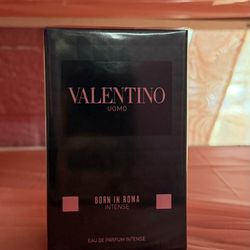 VALENTINO
UOMO
BORN IN ROMA
INTENSE
EAU DE PARFUM INTENSE